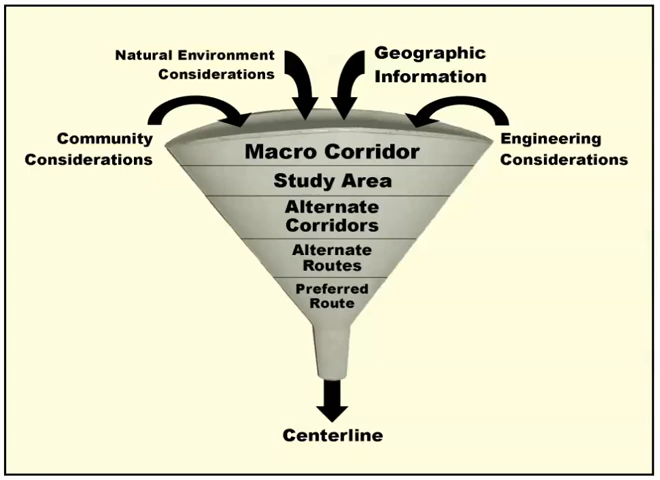 Natural Environment
Considerations
Geographic
Information
Community
Considerations
Engineering
Considerations
Macro Corridor
Study Area
Alternate
Corridors
Alternate
Routes
Preferred
Route
Centerline